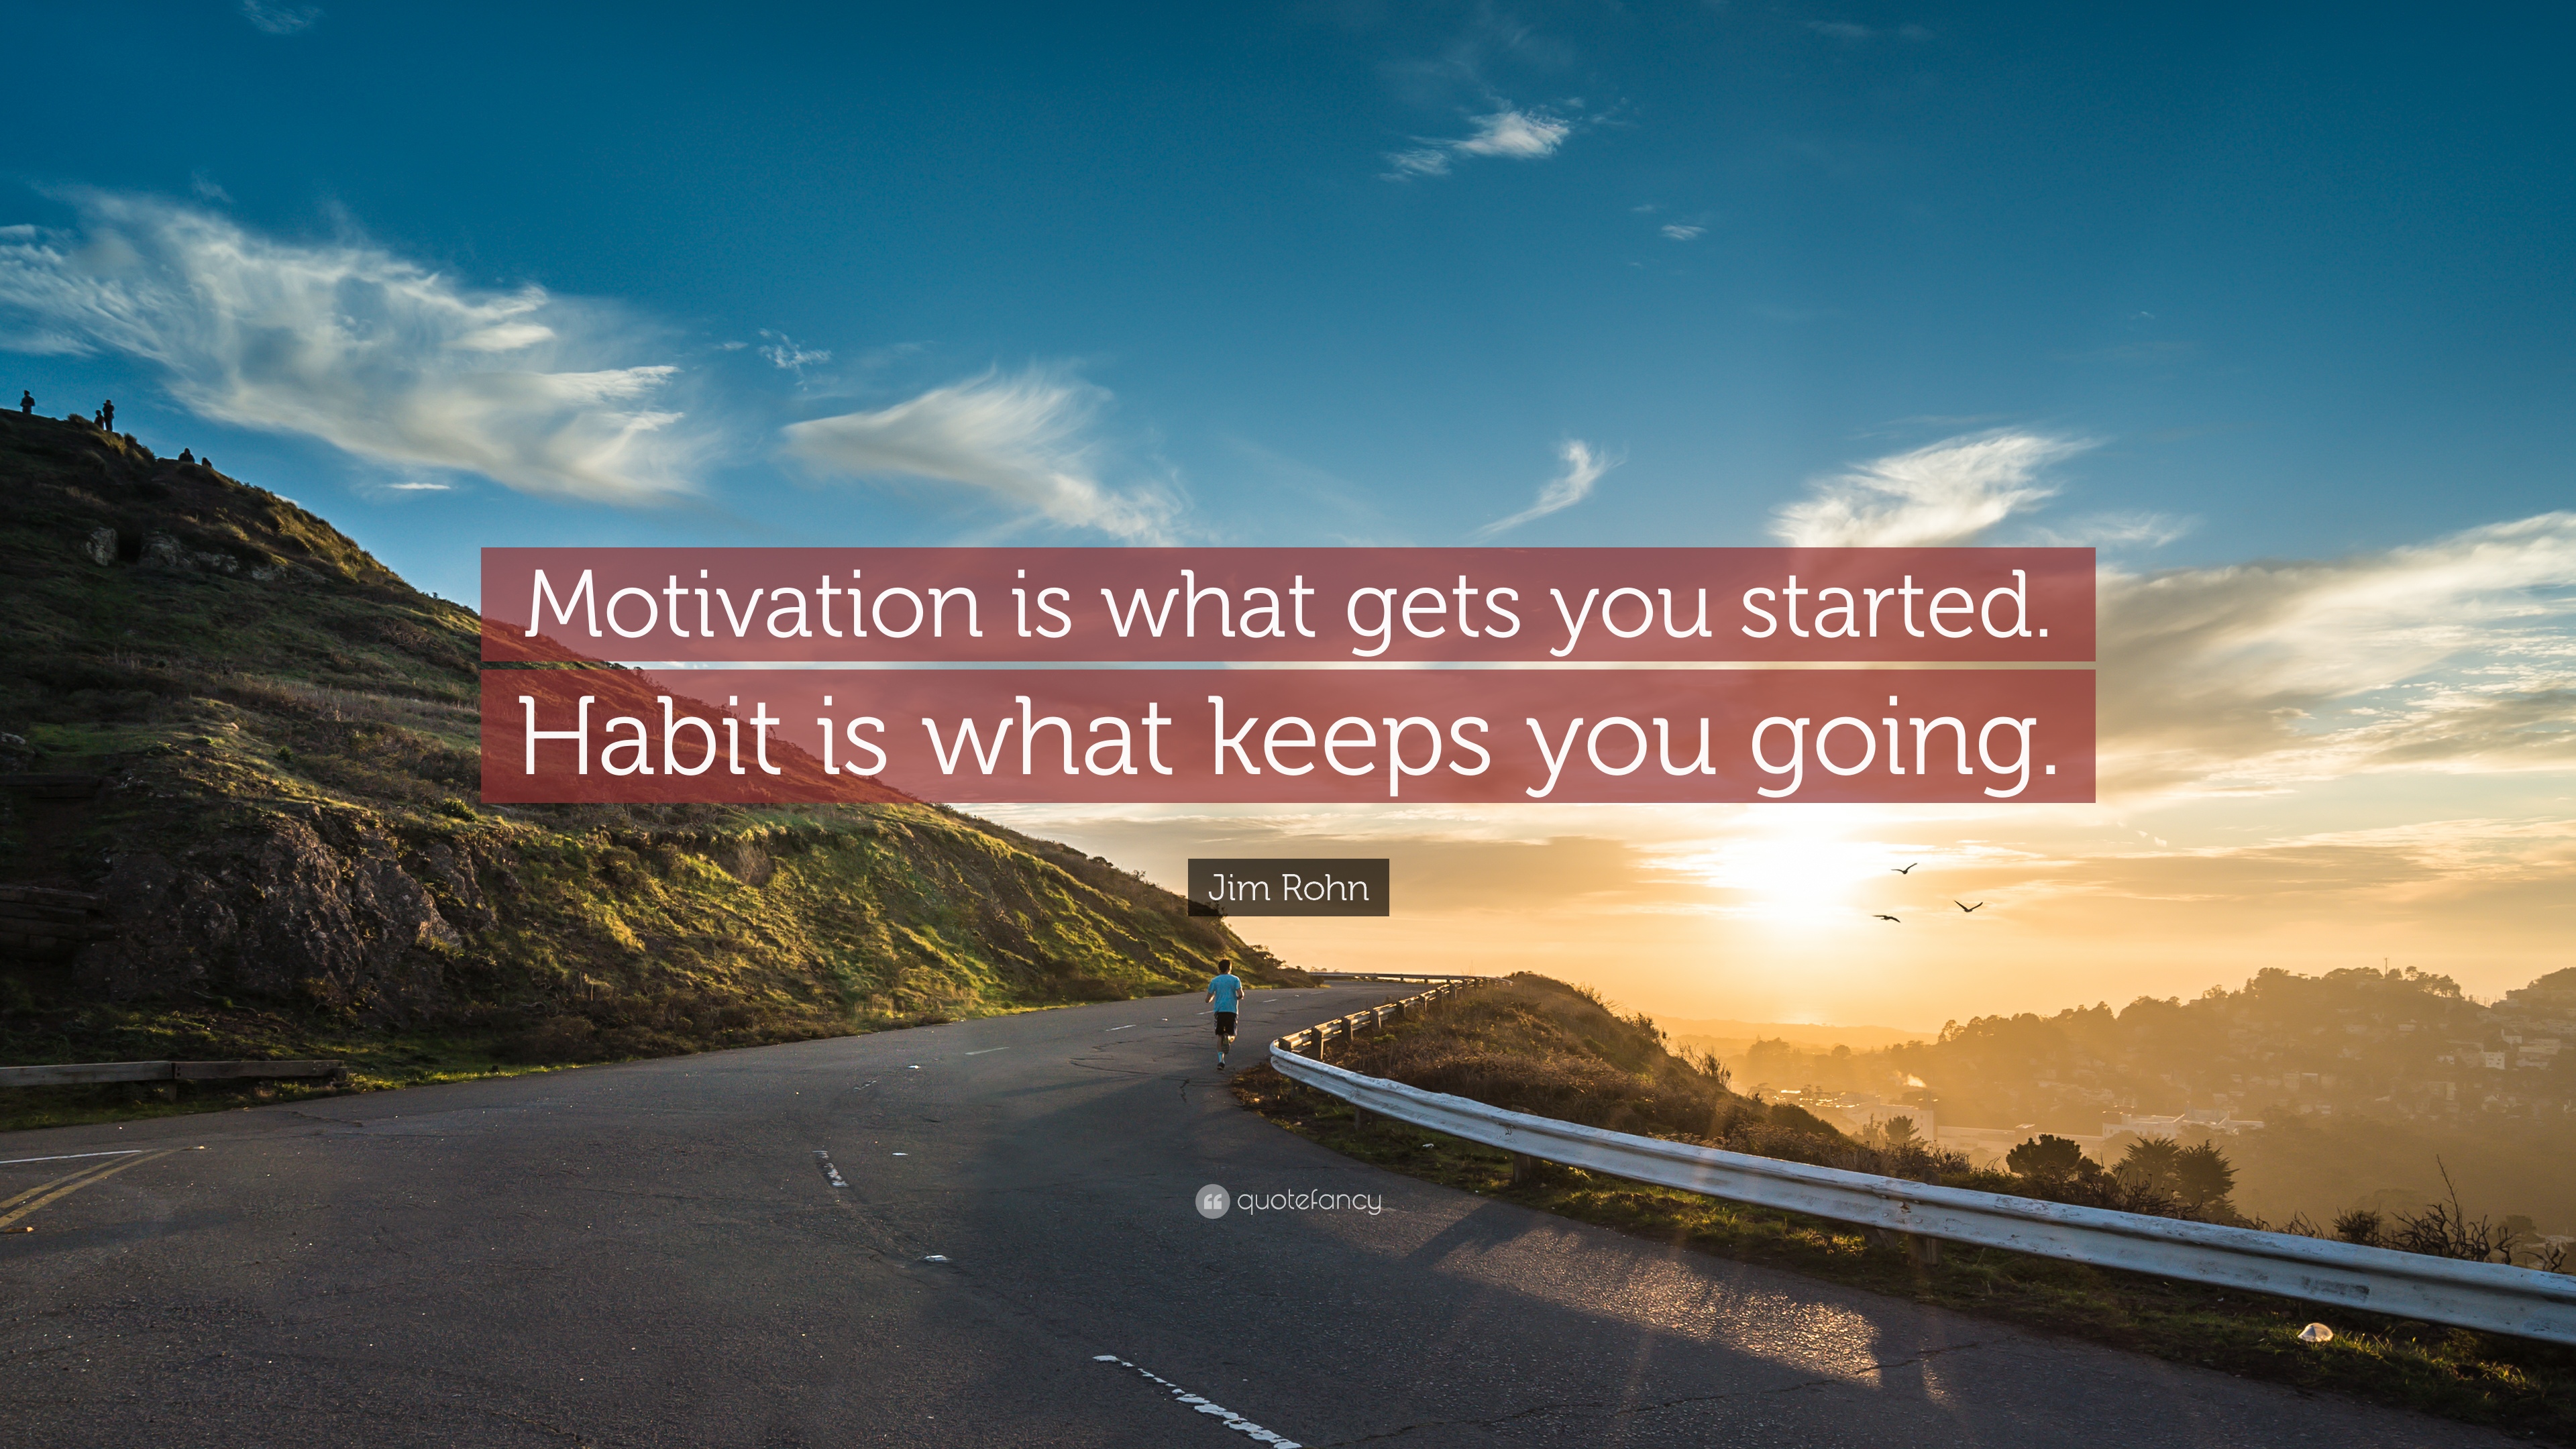 Motivation is what gets you started.
Habit is what keeps you going.
Jim Rohn
quotefancy